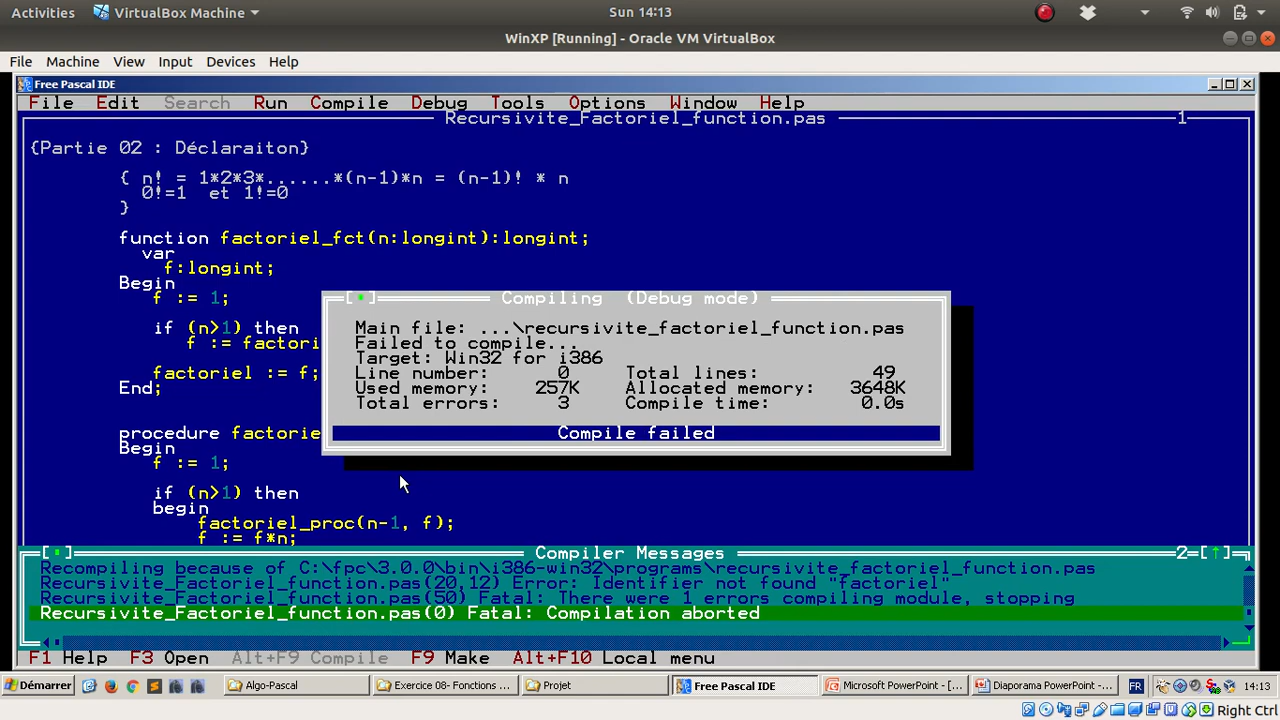 Activities VirtualBox Machine Sun 14:13
WinXP [Running] - Oracle VM VirtualBox
File Machine View Input Devices Help
Free Pascal IDE
File Edit Search Run Compile Debug Tools Options Window Help
Recursivite_Factoriel_function.pas 1
{Partie 02 : Déclaraiton}
{ n! = 1*2*3*......*(n-1)*n = (n-1)! * n
0!=1 et 1!=0
}
function factoriel_fct(n:longint):longint;
var
f:longint;
Begin
f := 1;
if (n>1) then
f := factori
factoriel := f;
End;
procedure factorie
Begin
f := 1;
if (n>1) then
begin
factoriel_proc(n-1, f);
f := f*n;
Compiling (Debug mode)
Main file: ...\recursivite_factoriel_function.pas
Failed to compile...
Target: Win32 for i386
Line number: 0 Total lines: 49
Used memory: 257K Allocated memory: 3648K
Total errors: 3 Compile time: 0.0s
Compile failed
Compiler Messages 2=[↑]
Recompiling because of C:\fpc\3.0.0\bin\i386-win32\programs\recursivite_factoriel_function.pas
Recursivite_Factoriel_function.pas(20,12) Error: Identifier not found "factoriel"
Recursivite_Factoriel_function.pas(50) Fatal: There were 1 errors compiling module, stopping
Recursivite_Factoriel_function.pas(0) Fatal: Compilation aborted
F1 Help F3 Open Alt+F9 Compile F9 Make Alt+F10 Local menu
Démarrer Algo-Pascal Exercice 08- Fonctions ... Projet Free Pascal IDE Microsoft PowerPoint - [... Diaporama PowerPoint - ... FR 14:13
Right Ctrl